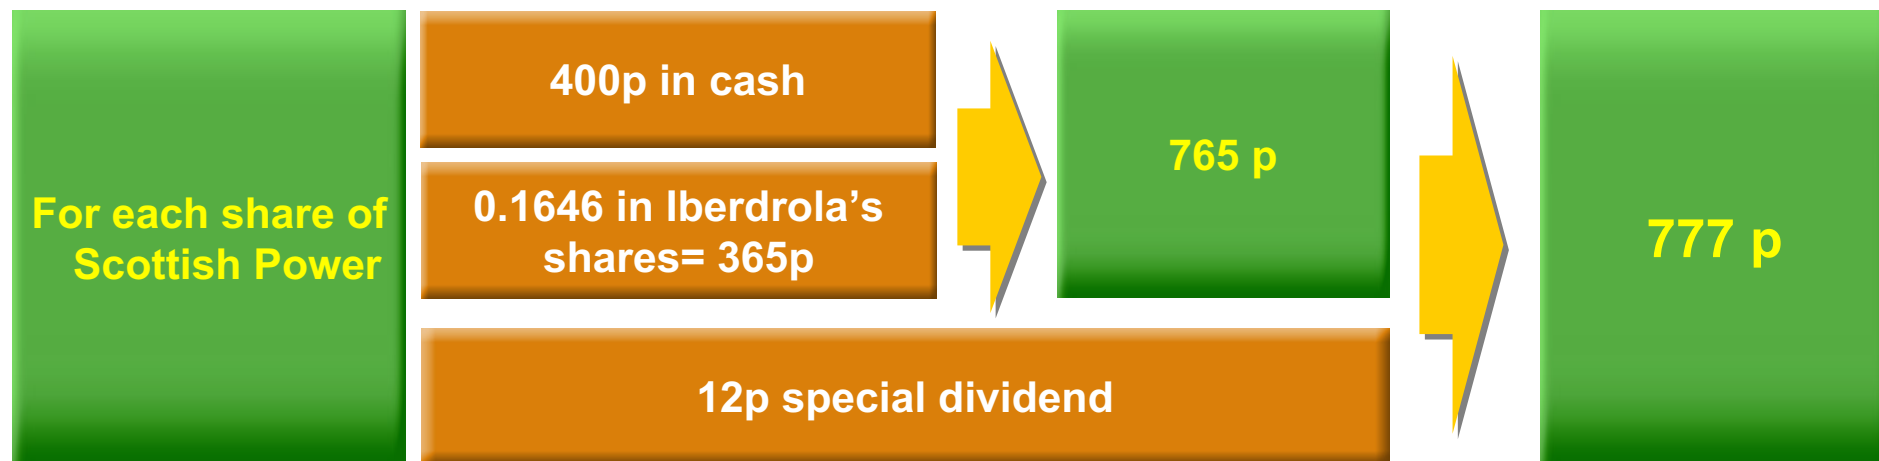 For each share of
Scottish Power
400p in cash
0.1646 in Iberdrola’s
shares= 365p
765 p
12p special dividend
777 p